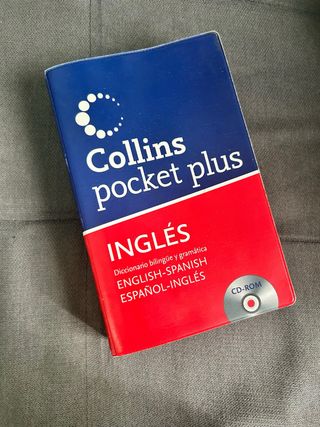 Collins
pocket plus
INGLÉS
Diccionario bilingüe y gramática
ENGLISH-SPANISH
ESPAÑOL-INGLÉS
CD-ROM